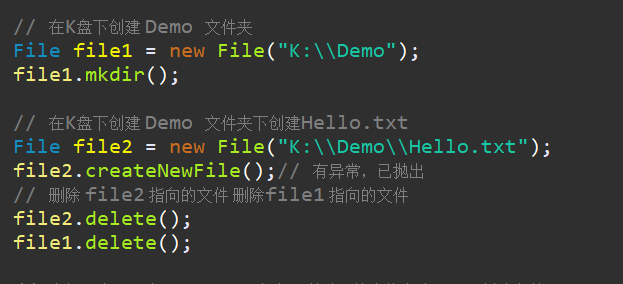 // 在K盘下创建 Demo 文件夹
File file1 = new File("K:\\Demo");
file1.mkdir();
// 在K盘下创建 Demo 文件夹下创建Hello.txt
File file2 = new File("K:\\Demo\\Hello.txt");
file2.createNewFile();// 有异常，已抛出
// 删除 file2 指向的文件 删除file1 指向的文件
file2.delete();
file1.delete();